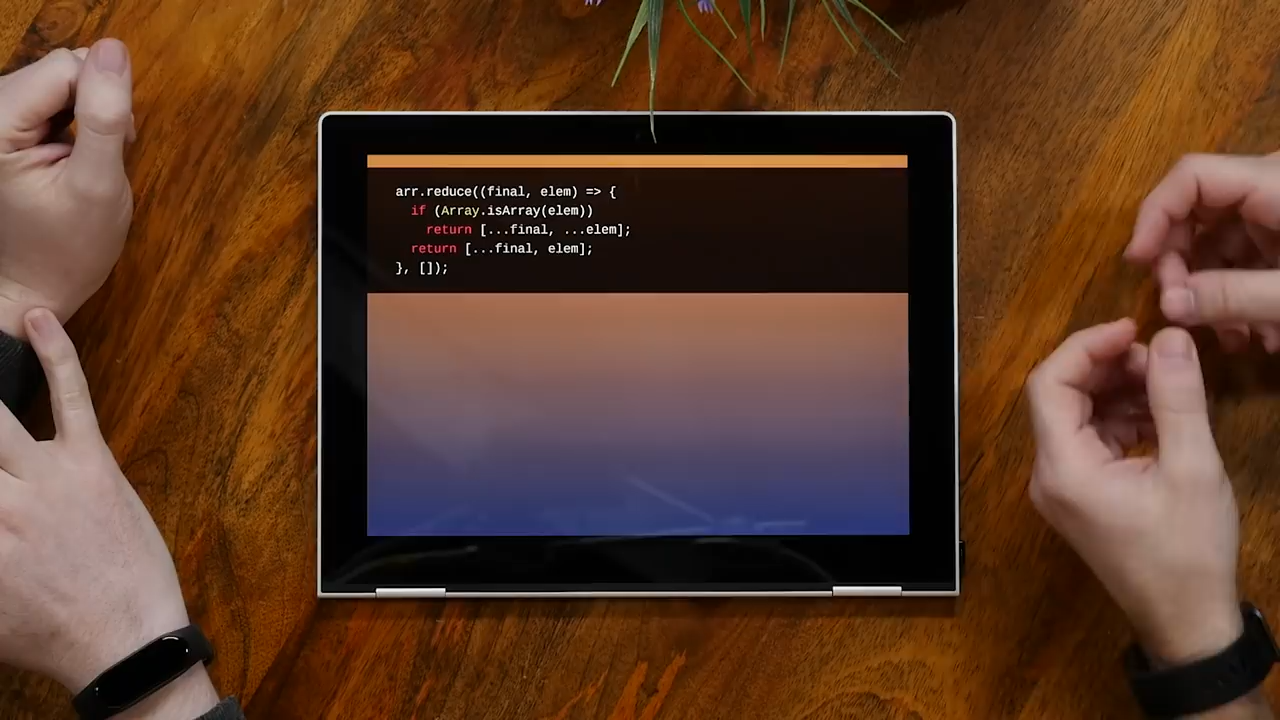 arr.reduce((final, elem) => {
  if (Array.isArray(elem))
    return [...final, ...elem];
  return [...final, elem];
}, []);